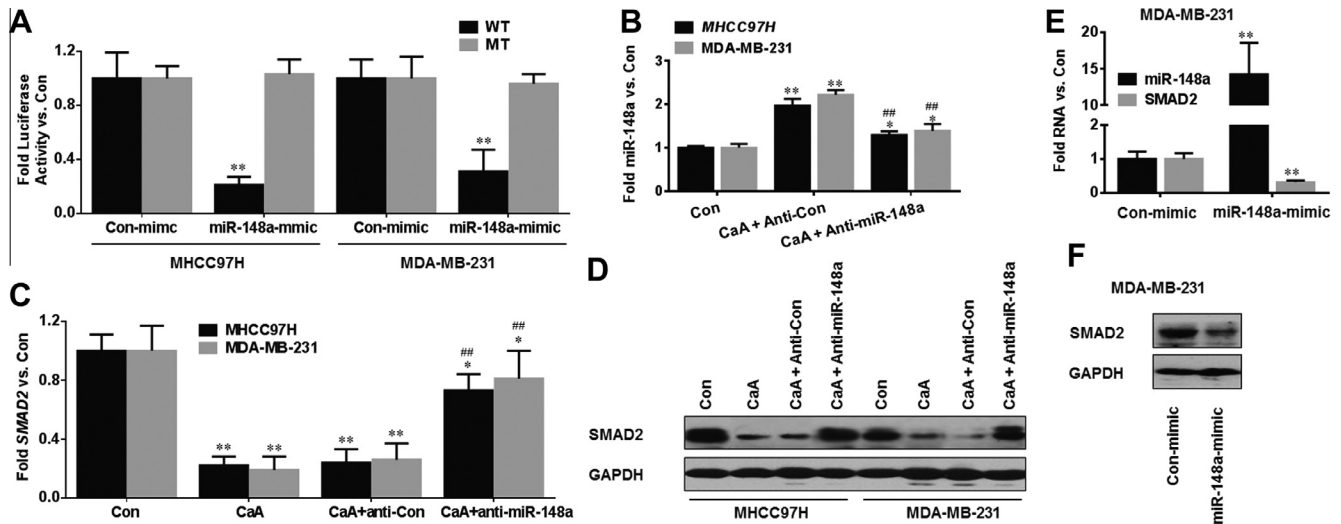 A
WT
MT
Fold Luciferase
Activity vs. Con
1.2
0.8
0.4
0.0
** **
Con-mimc miR-148a-mmic Con-mimic miR-148a-mimic
MHCC97H MDA-MB-231
B
MHCC97H
MDA-MB-231
Fold miR-148a vs. Con
3
2
1
0
** **
## ##
* *
Con
CaA + Anti-Con
CaA + Anti-miR-148a
C
MHCC97H
MDA-MB-231
Fold SMAD2 vs. Con
1.2
0.8
0.4
0.0
** **
** **
## ##
* *
Con CaA CaA+anti-Con CaA+anti-miR-148a
D
Con
CaA
CaA + Anti-Con
CaA + Anti-miR-148a
Con
CaA
CaA + Anti-Con
CaA + Anti-miR-148a
SMAD2
GAPDH
MHCC97H MDA-MB-231
E
MDA-MB-231
miR-148a
SMAD2
Fold RNA vs. Con
20
15
10
5
1
0
**
**
Con-mimic miR-148a-mimic
F
MDA-MB-231
SMAD2
GAPDH
Con-mimic
miR-148a-mimic